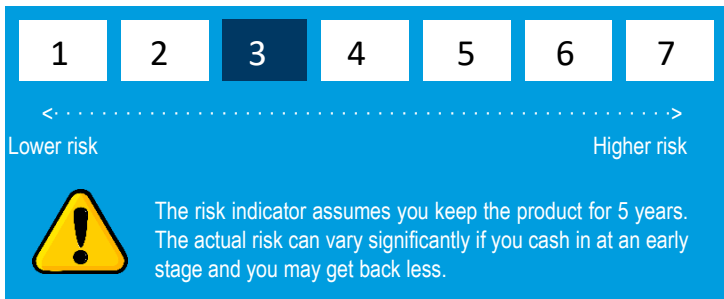 1 2 3 4 5 6 7
Lower risk Higher risk
The risk indicator assumes you keep the product for 5 years.
The actual risk can vary significantly if you cash in at an early
stage and you may get back less.